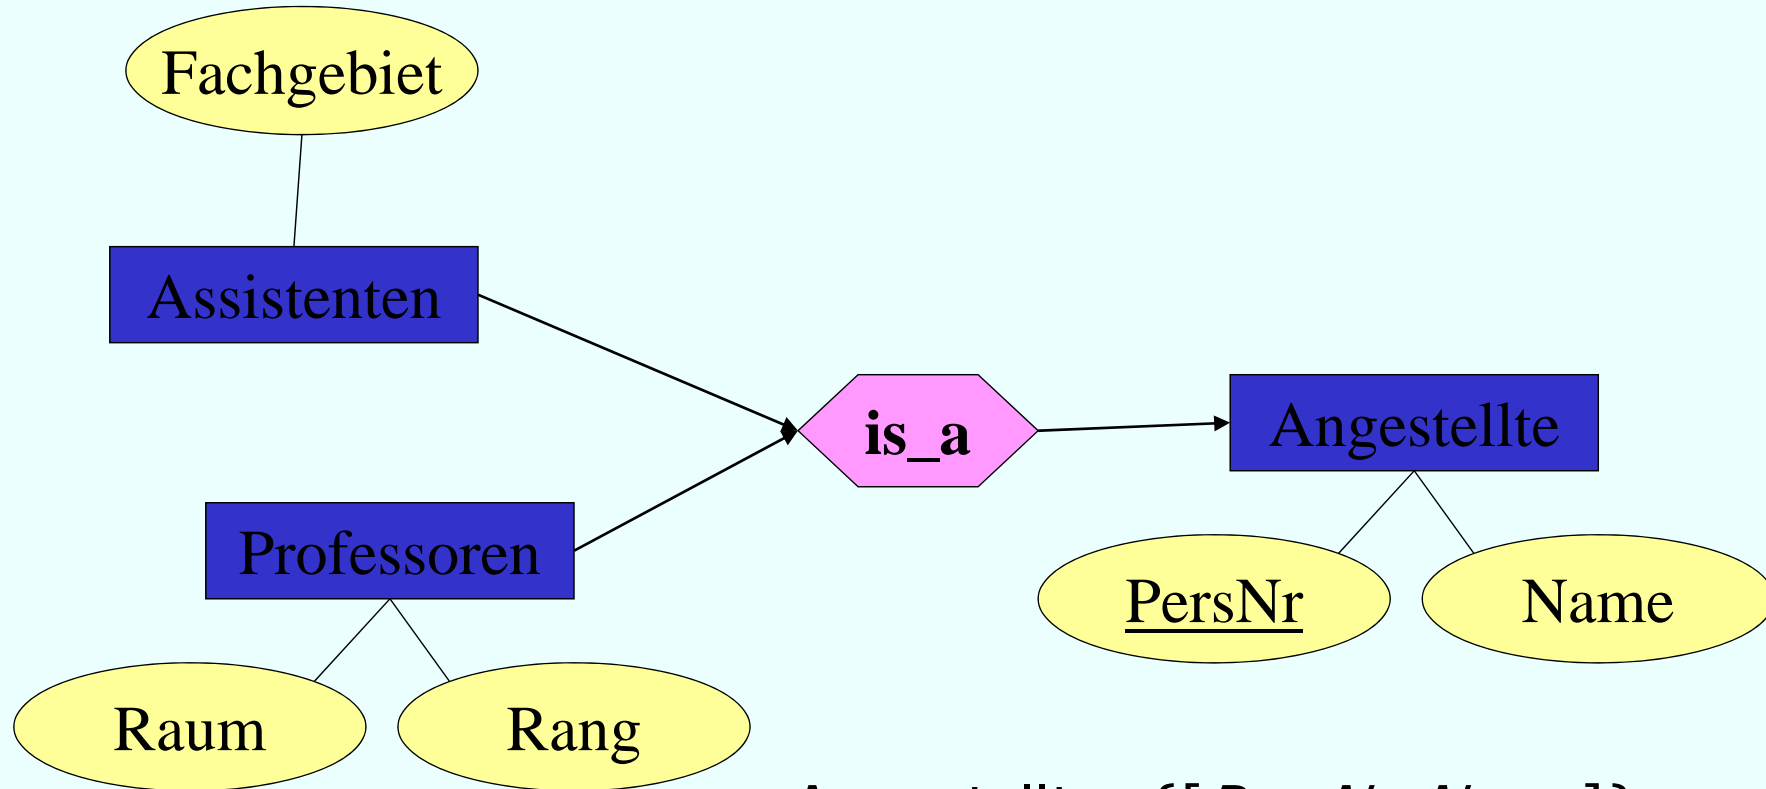 Fachgebiet
Assistenten
is_a
Angestellte
Professoren
PersNr
Name
Raum
Rang